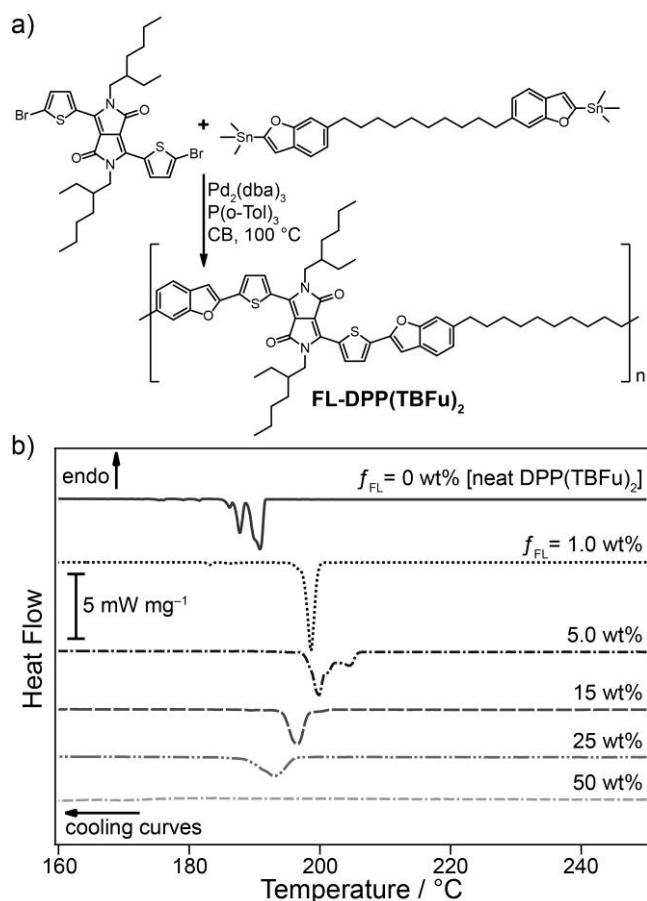 a)
Br
N
O
S
+
Sn
O
O
Sn
O
N
S
Br
Pd₂(dba)₃
P(o-Tol)₃
CB, 100 °C
O
S
N
O
O
N
S
O
n
FL-DPP(TBFu)₂
b)
endo
ƒFL = 0 wt% [neat DPP(TBFu)₂]
ƒFL = 1.0 wt%
5 mW mg⁻¹
5.0 wt%
15 wt%
25 wt%
50 wt%
cooling curves
Heat Flow
160 180 200 220 240
Temperature / °C